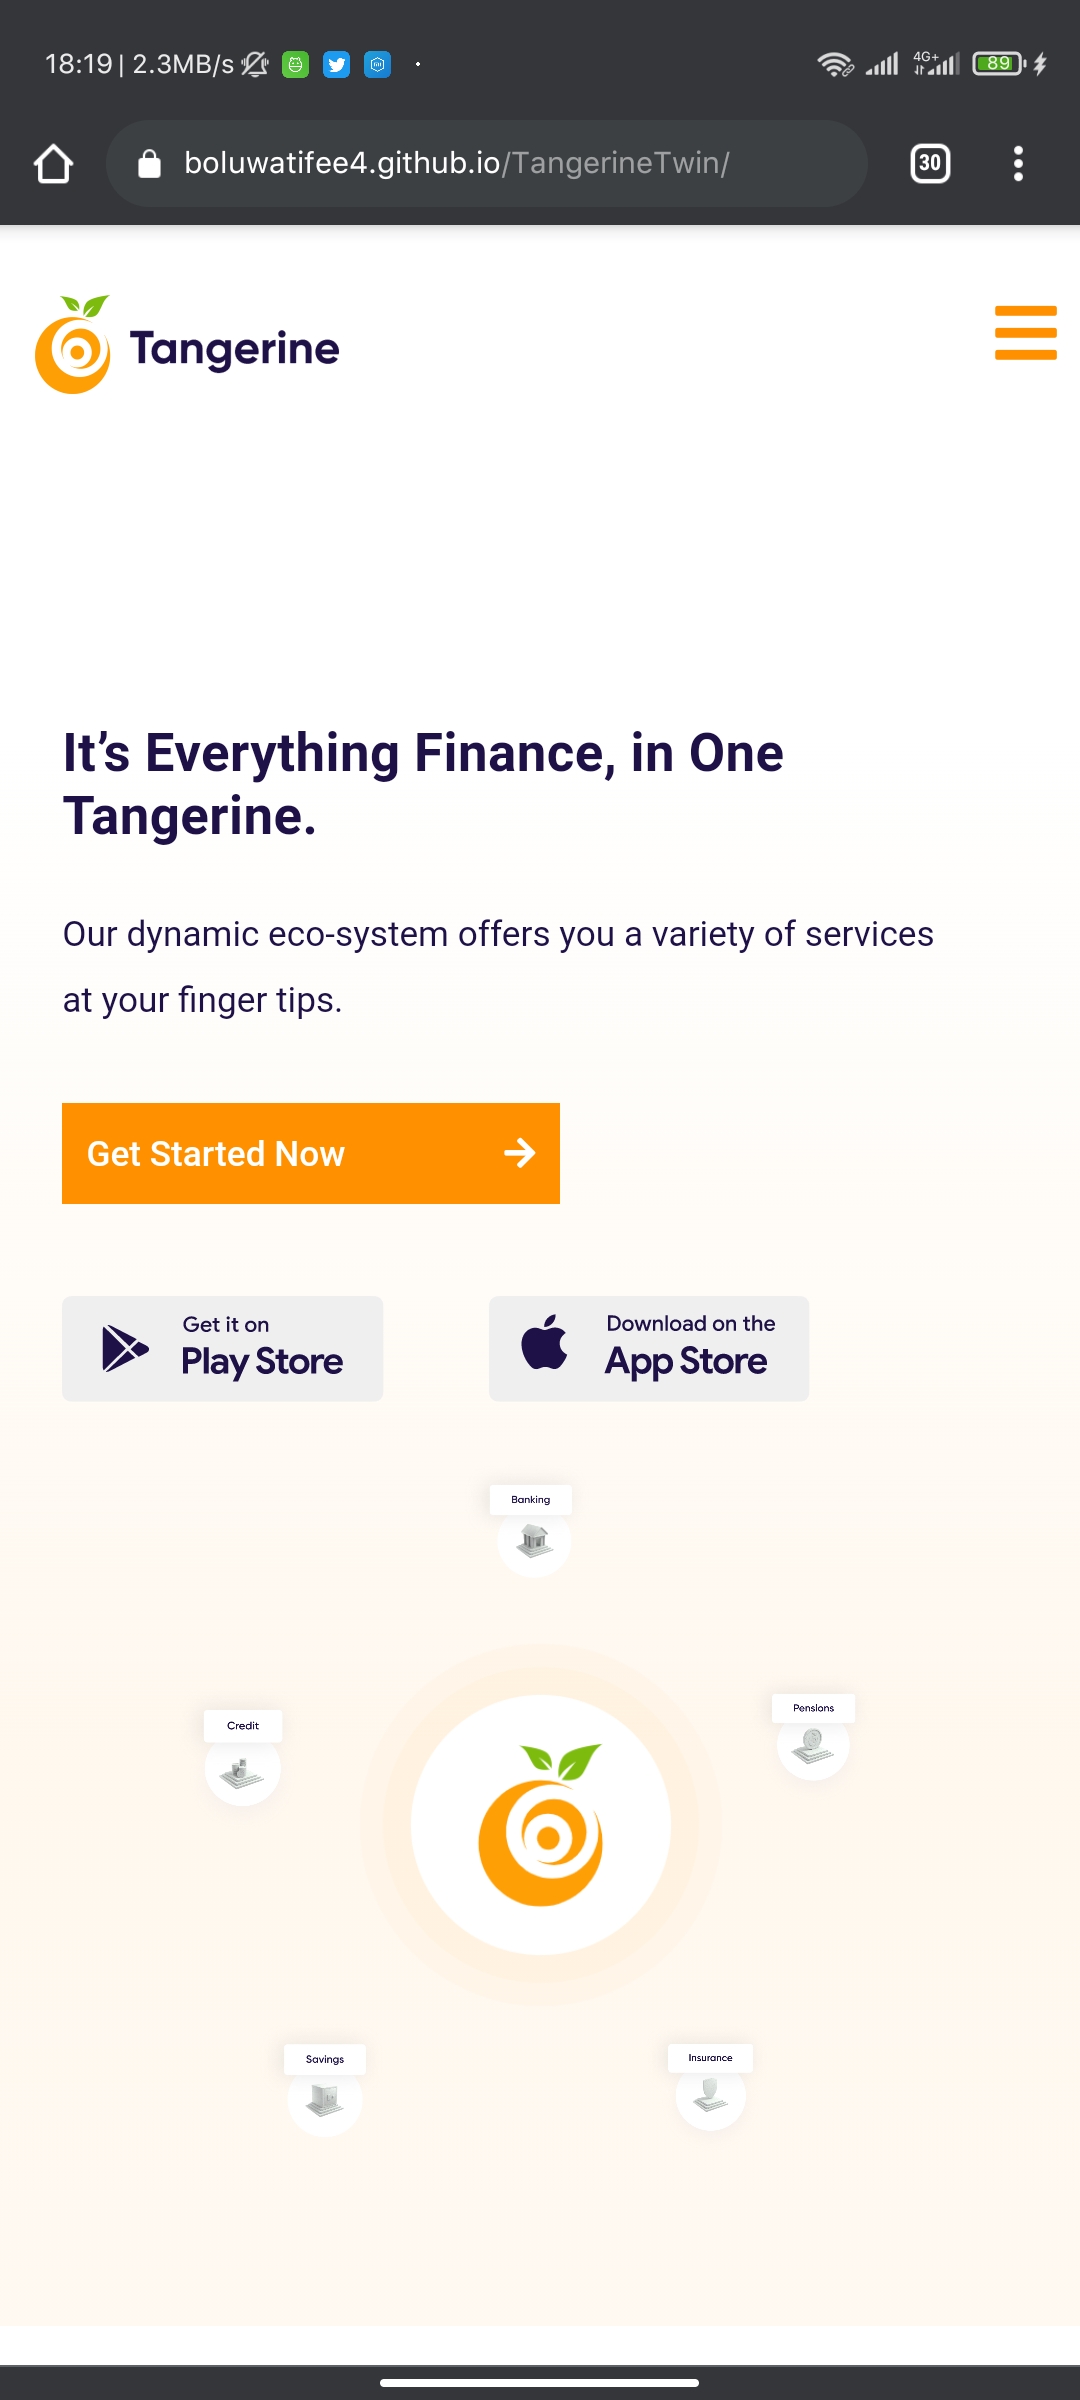 18:19 | 2.3MB/s
4G+
89
boluwatifee4.github.io/TangerineTwin/
30
Tangerine
It’s Everything Finance, in One
Tangerine.
Our dynamic eco-system offers you a variety of services
at your finger tips.
Get Started Now
Get it on
Play Store
Download on the
App Store
Banking
Credit
Pensions
Savings
Insurance